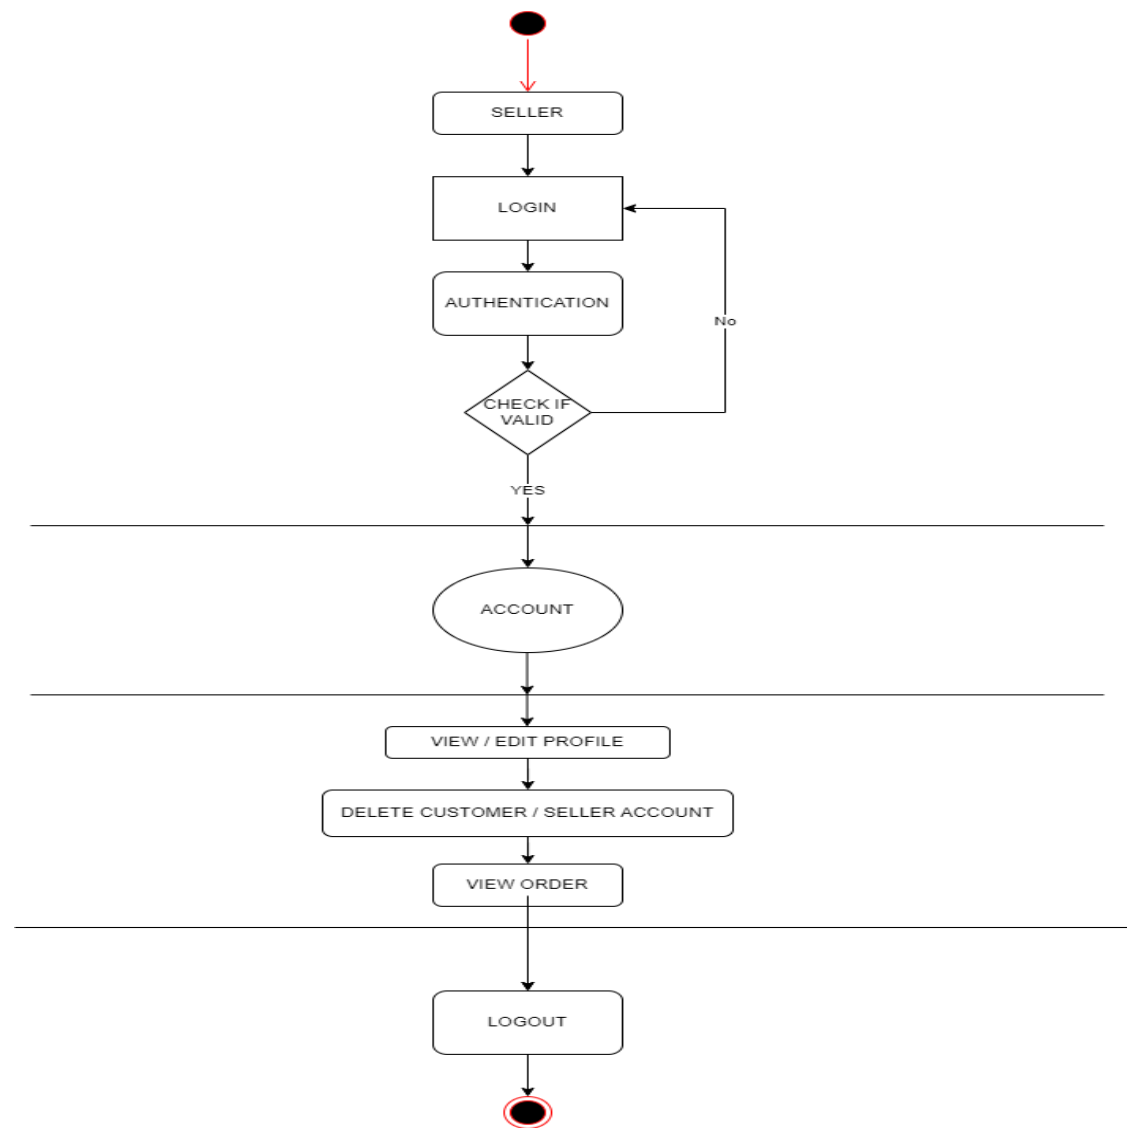 SELLER
LOGIN
AUTHENTICATION
No
CHECK IF
VALID
YES
ACCOUNT
VIEW / EDIT PROFILE
DELETE CUSTOMER / SELLER ACCOUNT
VIEW ORDER
LOGOUT